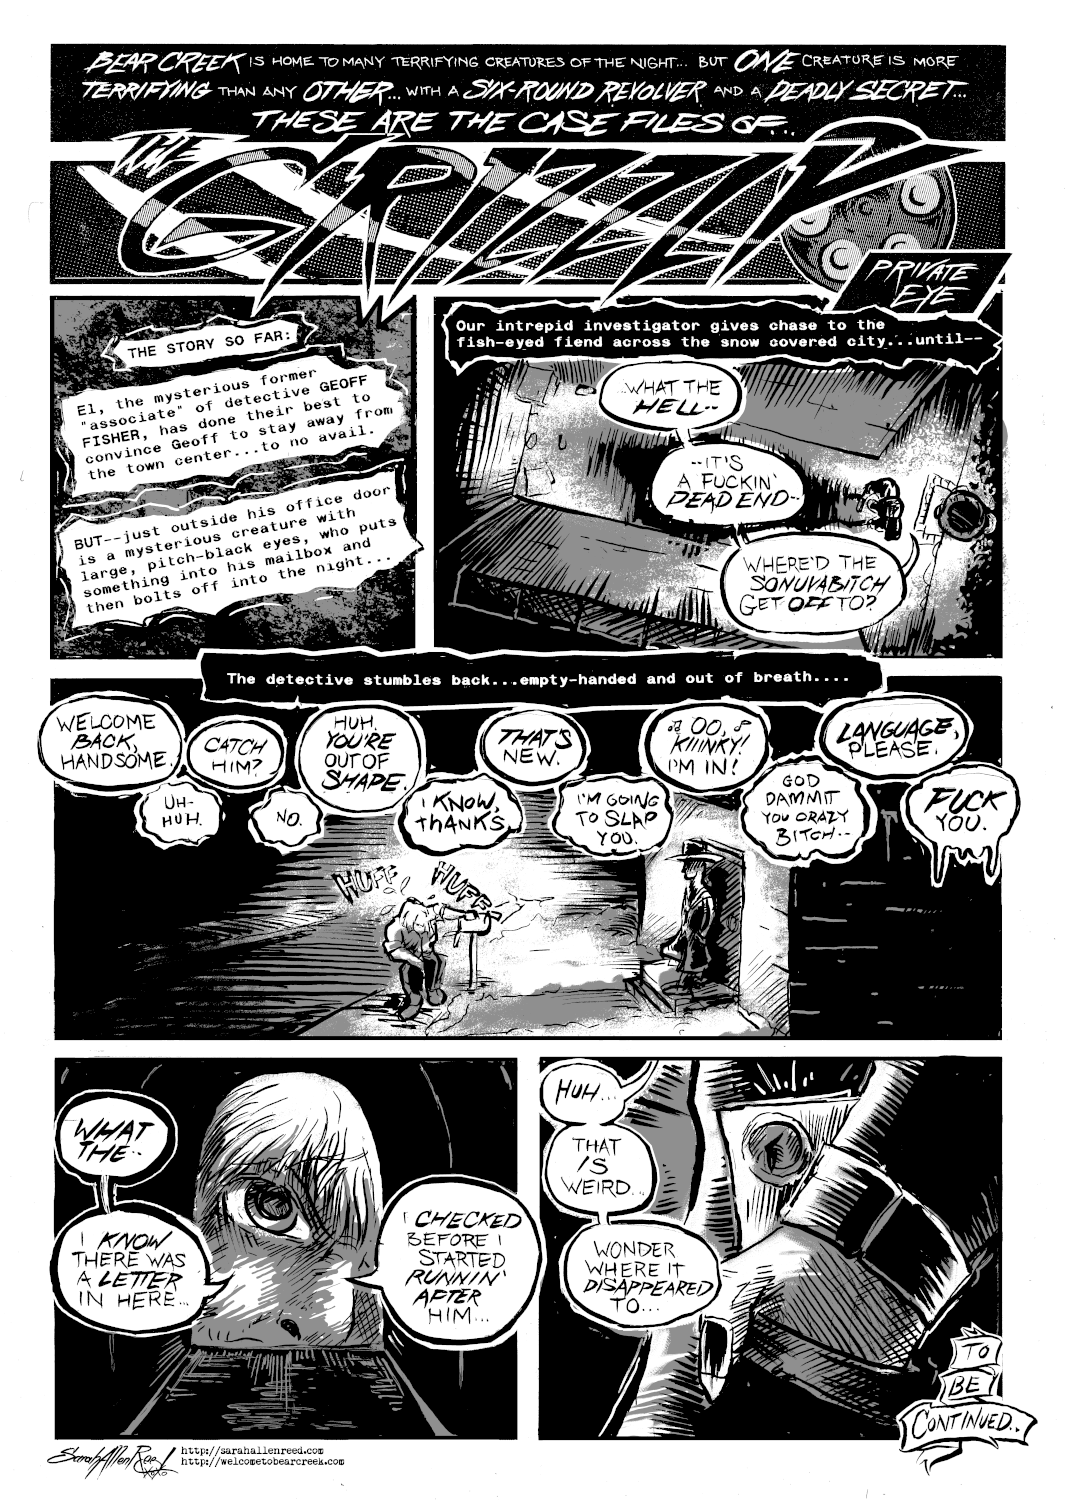 BEAR CREEK IS HOME TO MANY TERRIFYING CREATURES OF THE NIGHT... BUT ONE CREATURE IS MORE
TERRIFYING THAN ANY OTHER... WITH A SIX-ROUND REVOLVER AND A DEADLY SECRET...
THESE ARE THE CASE FILES OF...
THE
GRIZZLY
PRIVATE
EYE
THE STORY SO FAR:
El, the mysterious former
"associate" of detective GEOFF
FISHER, has done their best to
convince Geoff to stay away from
the town center...to no avail.
BUT--just outside his office door
is a mysterious creature with
large, pitch-black eyes, who puts
something into his mailbox and
then bolts off into the night...
Our intrepid investigator gives chase to the
fish-eyed fiend across the snow covered city...until--
WHAT THE
HELL--
--IT'S
A FUCKIN'
DEAD END--
WHERE'D THE
SONUVABITCH
GET OFF TO?
The detective stumbles back...empty-handed and out of breath....
WELCOME
BACK,
HANDSOME.
UH-
HUH.
CATCH
HIM?
NO.
HUH.
YOU'RE
OUT OF
SHAPE.
I KNOW,
THANKS.
THAT'S
NEW.
I'M GOING
TO SLAP
YOU.
♫ OO, ♪
KIIINKY!
I'M IN!
GOD
DAMMIT
YOU CRAZY
BITCH--
LANGUAGE,
PLEASE.
FUCK
YOU.
HUFF HUFF
WHAT
THE--
I KNOW
THERE WAS
A LETTER
IN HERE...
I CHECKED
BEFORE I
STARTED
RUNNIN'
AFTER
HIM...
HUH...
THAT
IS
WEIRD...
WONDER
WHERE IT
DISAPPEARED
TO...
TO
BE
CONTINUED..
Sarah Allen Reed
xoxo
http://sarahallenreed.com
http://welcometobearcreek.com